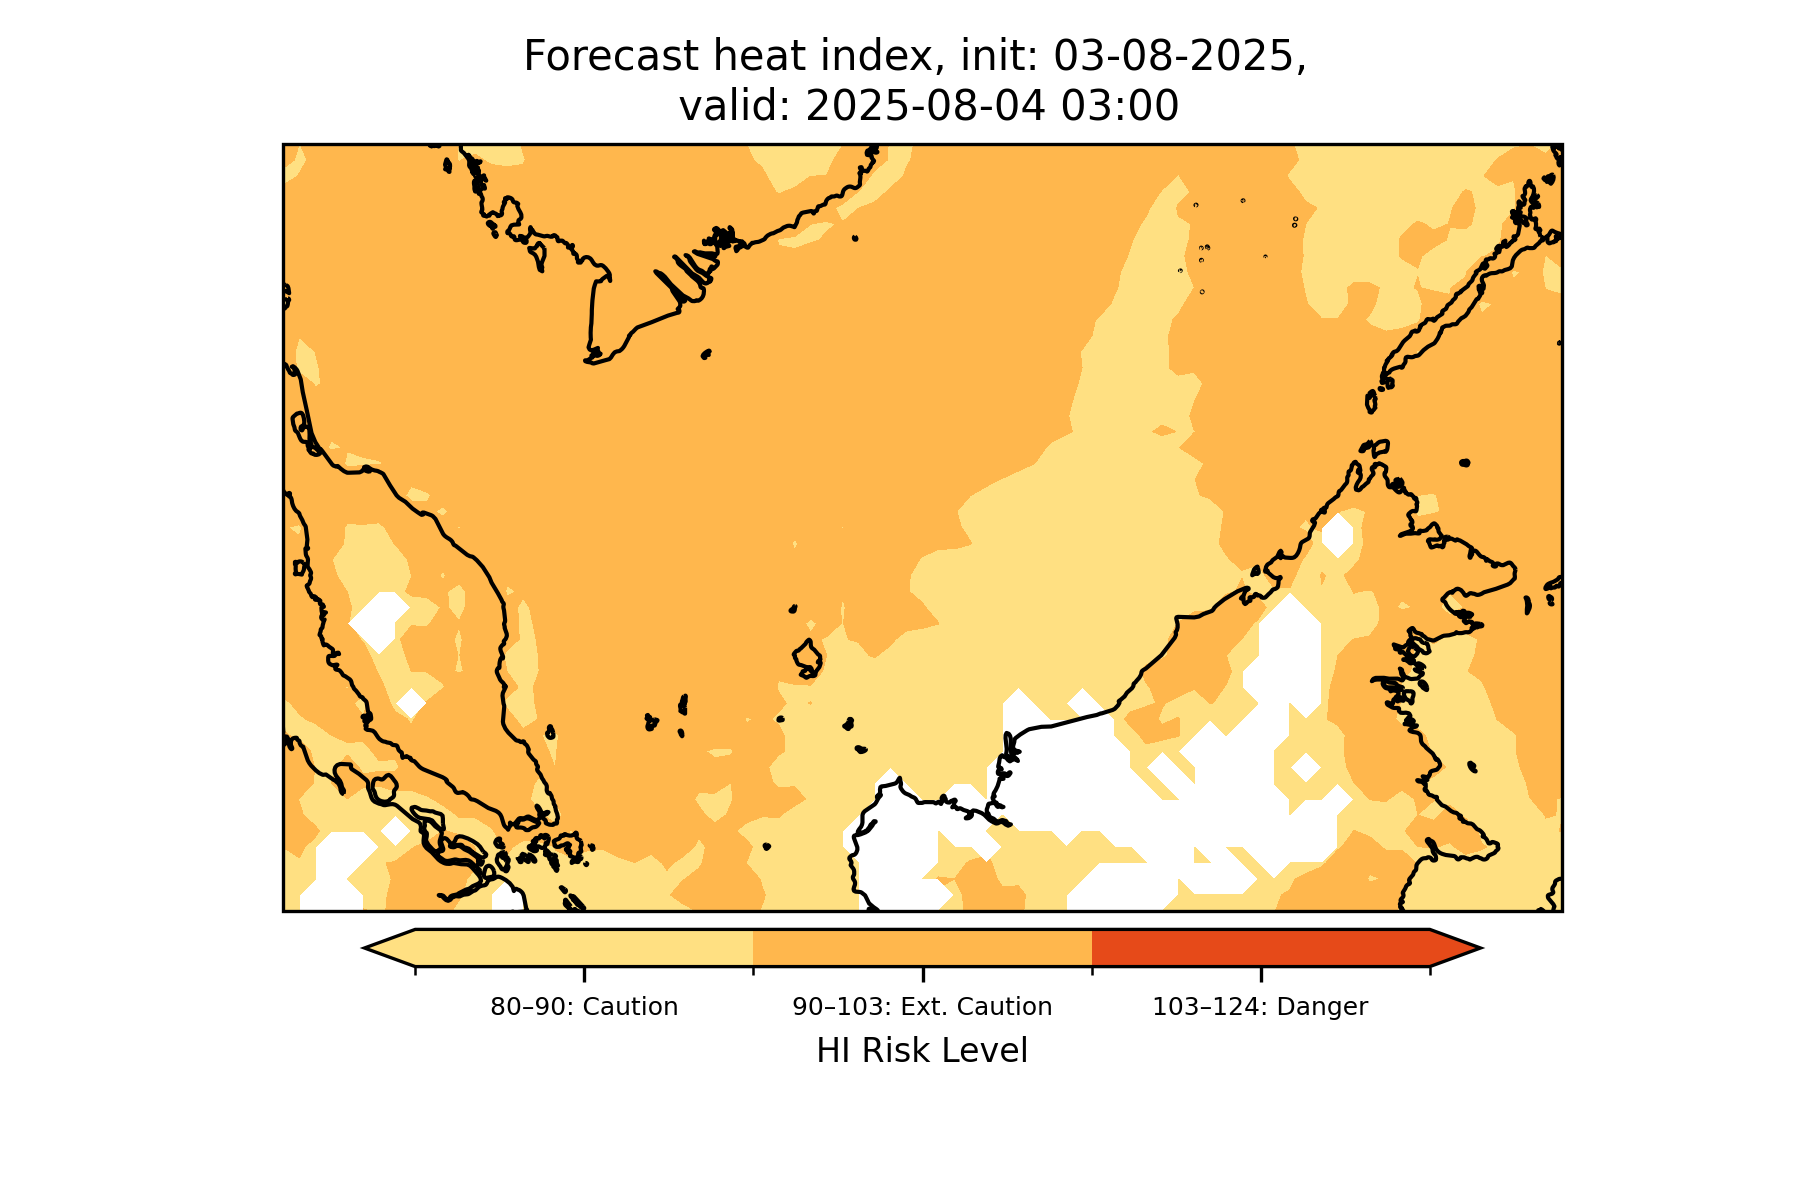 Forecast heat index, init: 03-08-2025,
valid: 2025-08-04 03:00
80–90: Caution
90–103: Ext. Caution
103–124: Danger
HI Risk Level